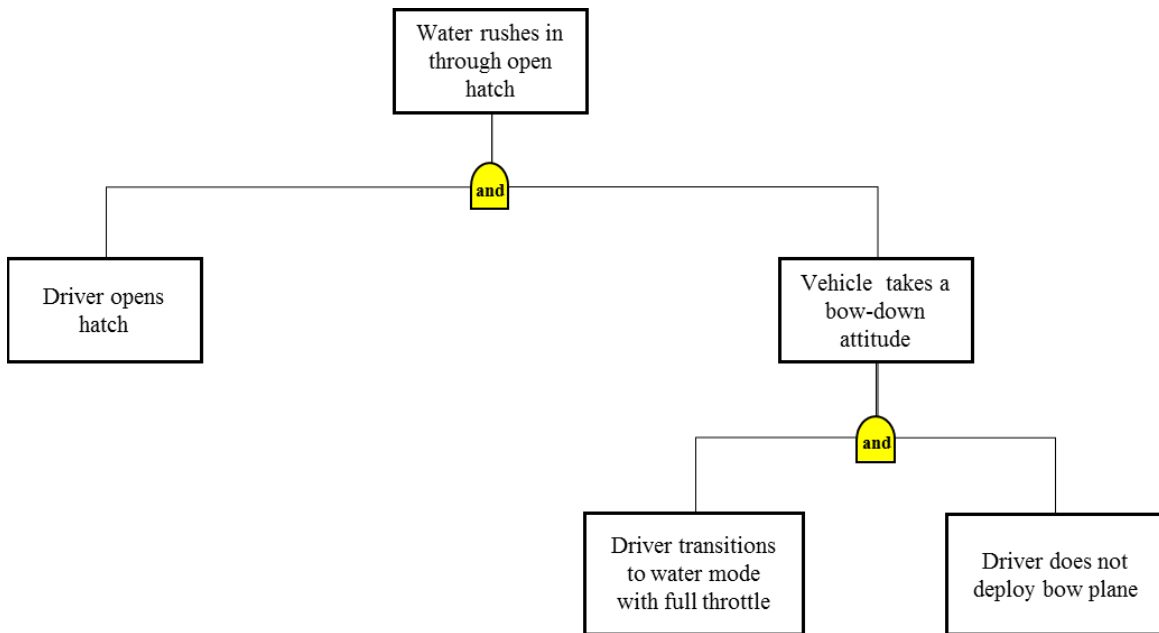 Water rushes in
through open
hatch
and
Driver opens
hatch
Vehicle takes a
bow-down
attitude
and
Driver transitions
to water mode
with full throttle
Driver does not
deploy bow plane